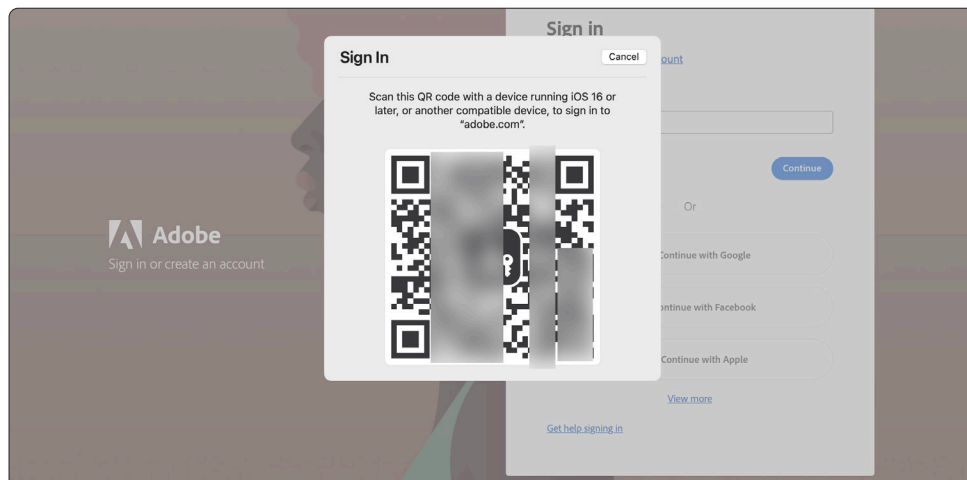 Sign In
Cancel
Scan this QR code with a device running iOS 16 or
later, or another compatible device, to sign in to
"adobe.com".
Adobe
Sign in or create an account
Sign in
ount
Continue
Or
Continue with Google
ontinue with Facebook
Continue with Apple
View more
Get help signing in